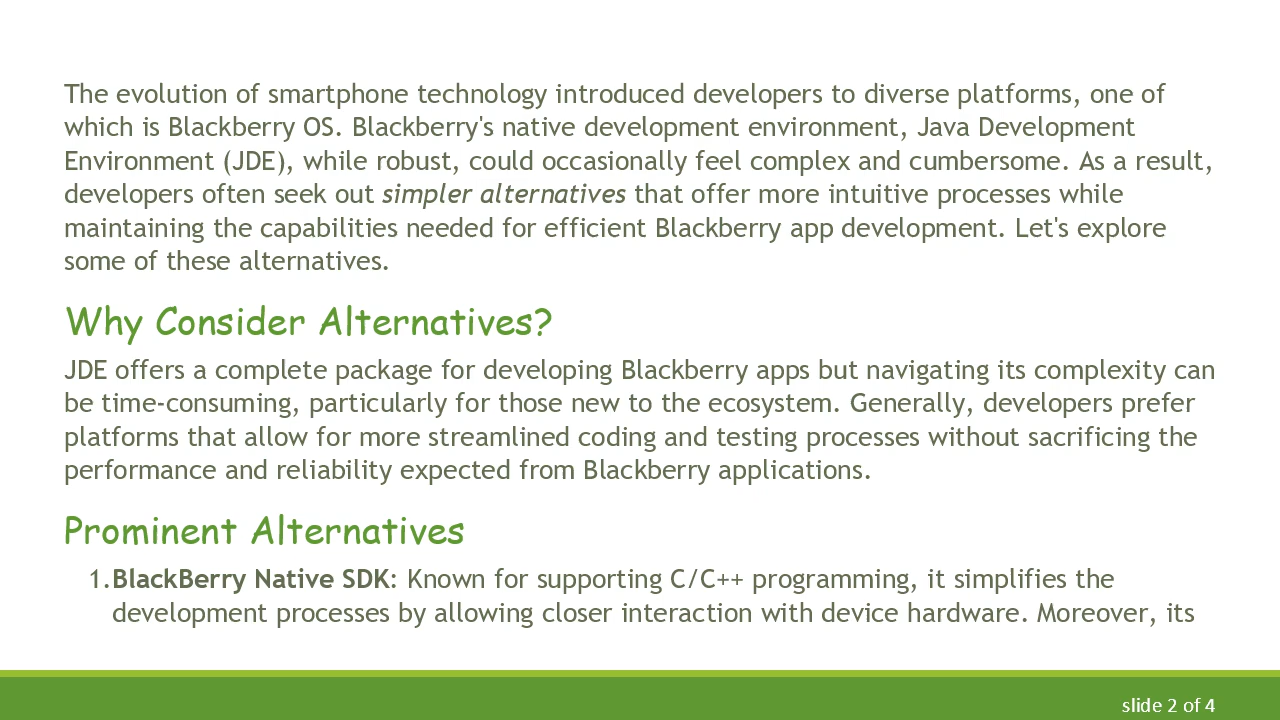 The evolution of smartphone technology introduced developers to diverse platforms, one of
which is Blackberry OS. Blackberry's native development environment, Java Development
Environment (JDE), while robust, could occasionally feel complex and cumbersome. As a result,
developers often seek out simpler alternatives that offer more intuitive processes while
maintaining the capabilities needed for efficient Blackberry app development. Let's explore
some of these alternatives.
Why Consider Alternatives?
JDE offers a complete package for developing Blackberry apps but navigating its complexity can
be time-consuming, particularly for those new to the ecosystem. Generally, developers prefer
platforms that allow for more streamlined coding and testing processes without sacrificing the
performance and reliability expected from Blackberry applications.
Prominent Alternatives
1.BlackBerry Native SDK: Known for supporting C/C++ programming, it simplifies the
development processes by allowing closer interaction with device hardware. Moreover, its
slide 2 of 4